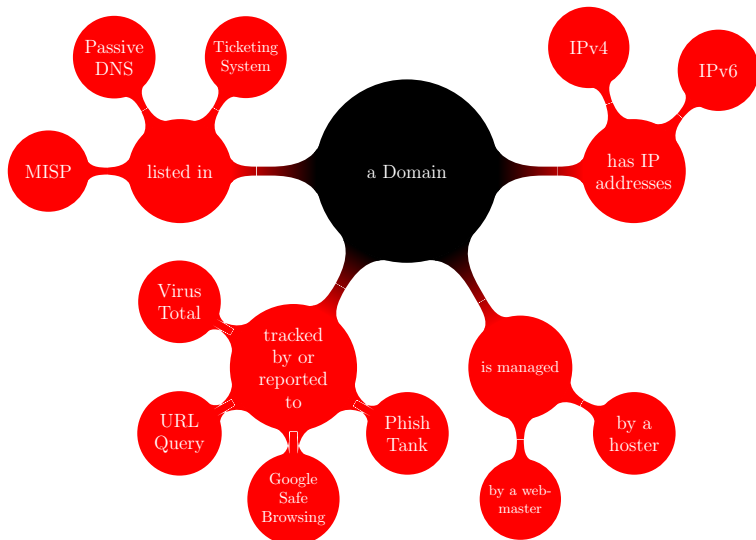 Passive
DNS
Ticketing
System
IPv4
IPv6
MISP
listed in
a Domain
has IP
addresses
Virus
Total
tracked
by or
reported
to
is managed
URL
Query
Phish
Tank
by a
hoster
Google
Safe
Browsing
by a web-
master